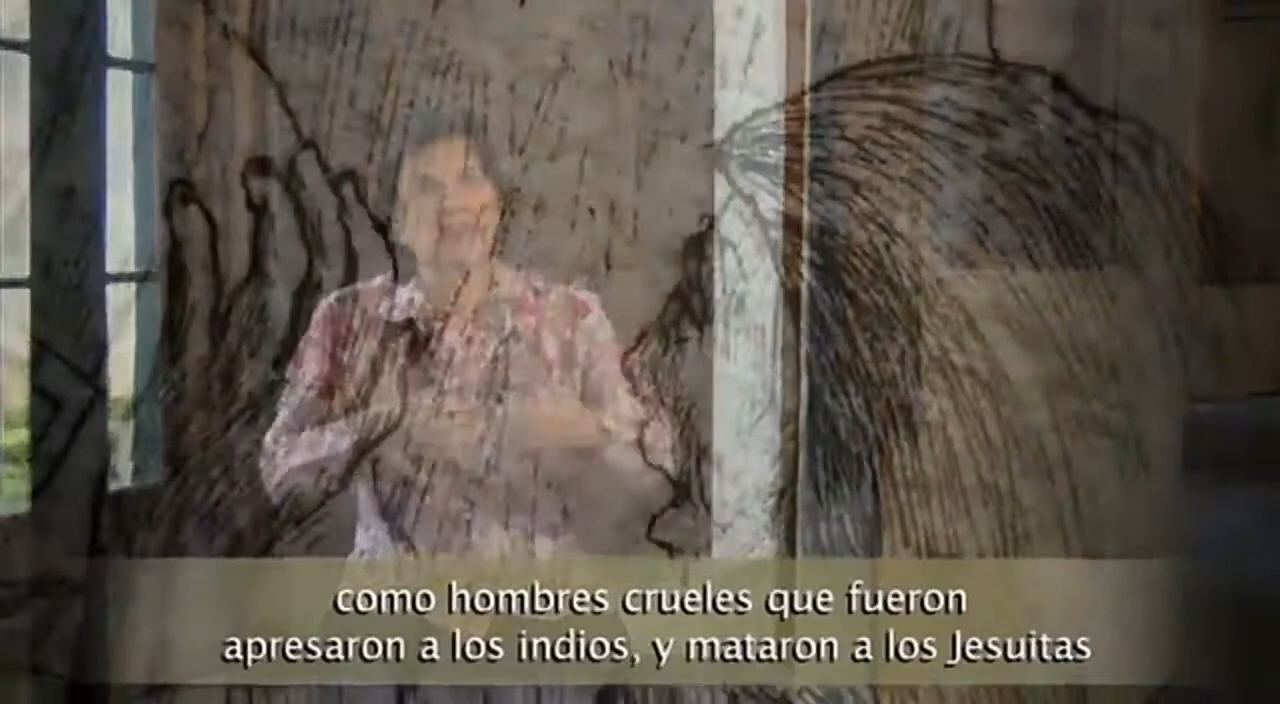 como hombres crueles que fueron
apresaron a los indios, y mataron a los Jesuitas